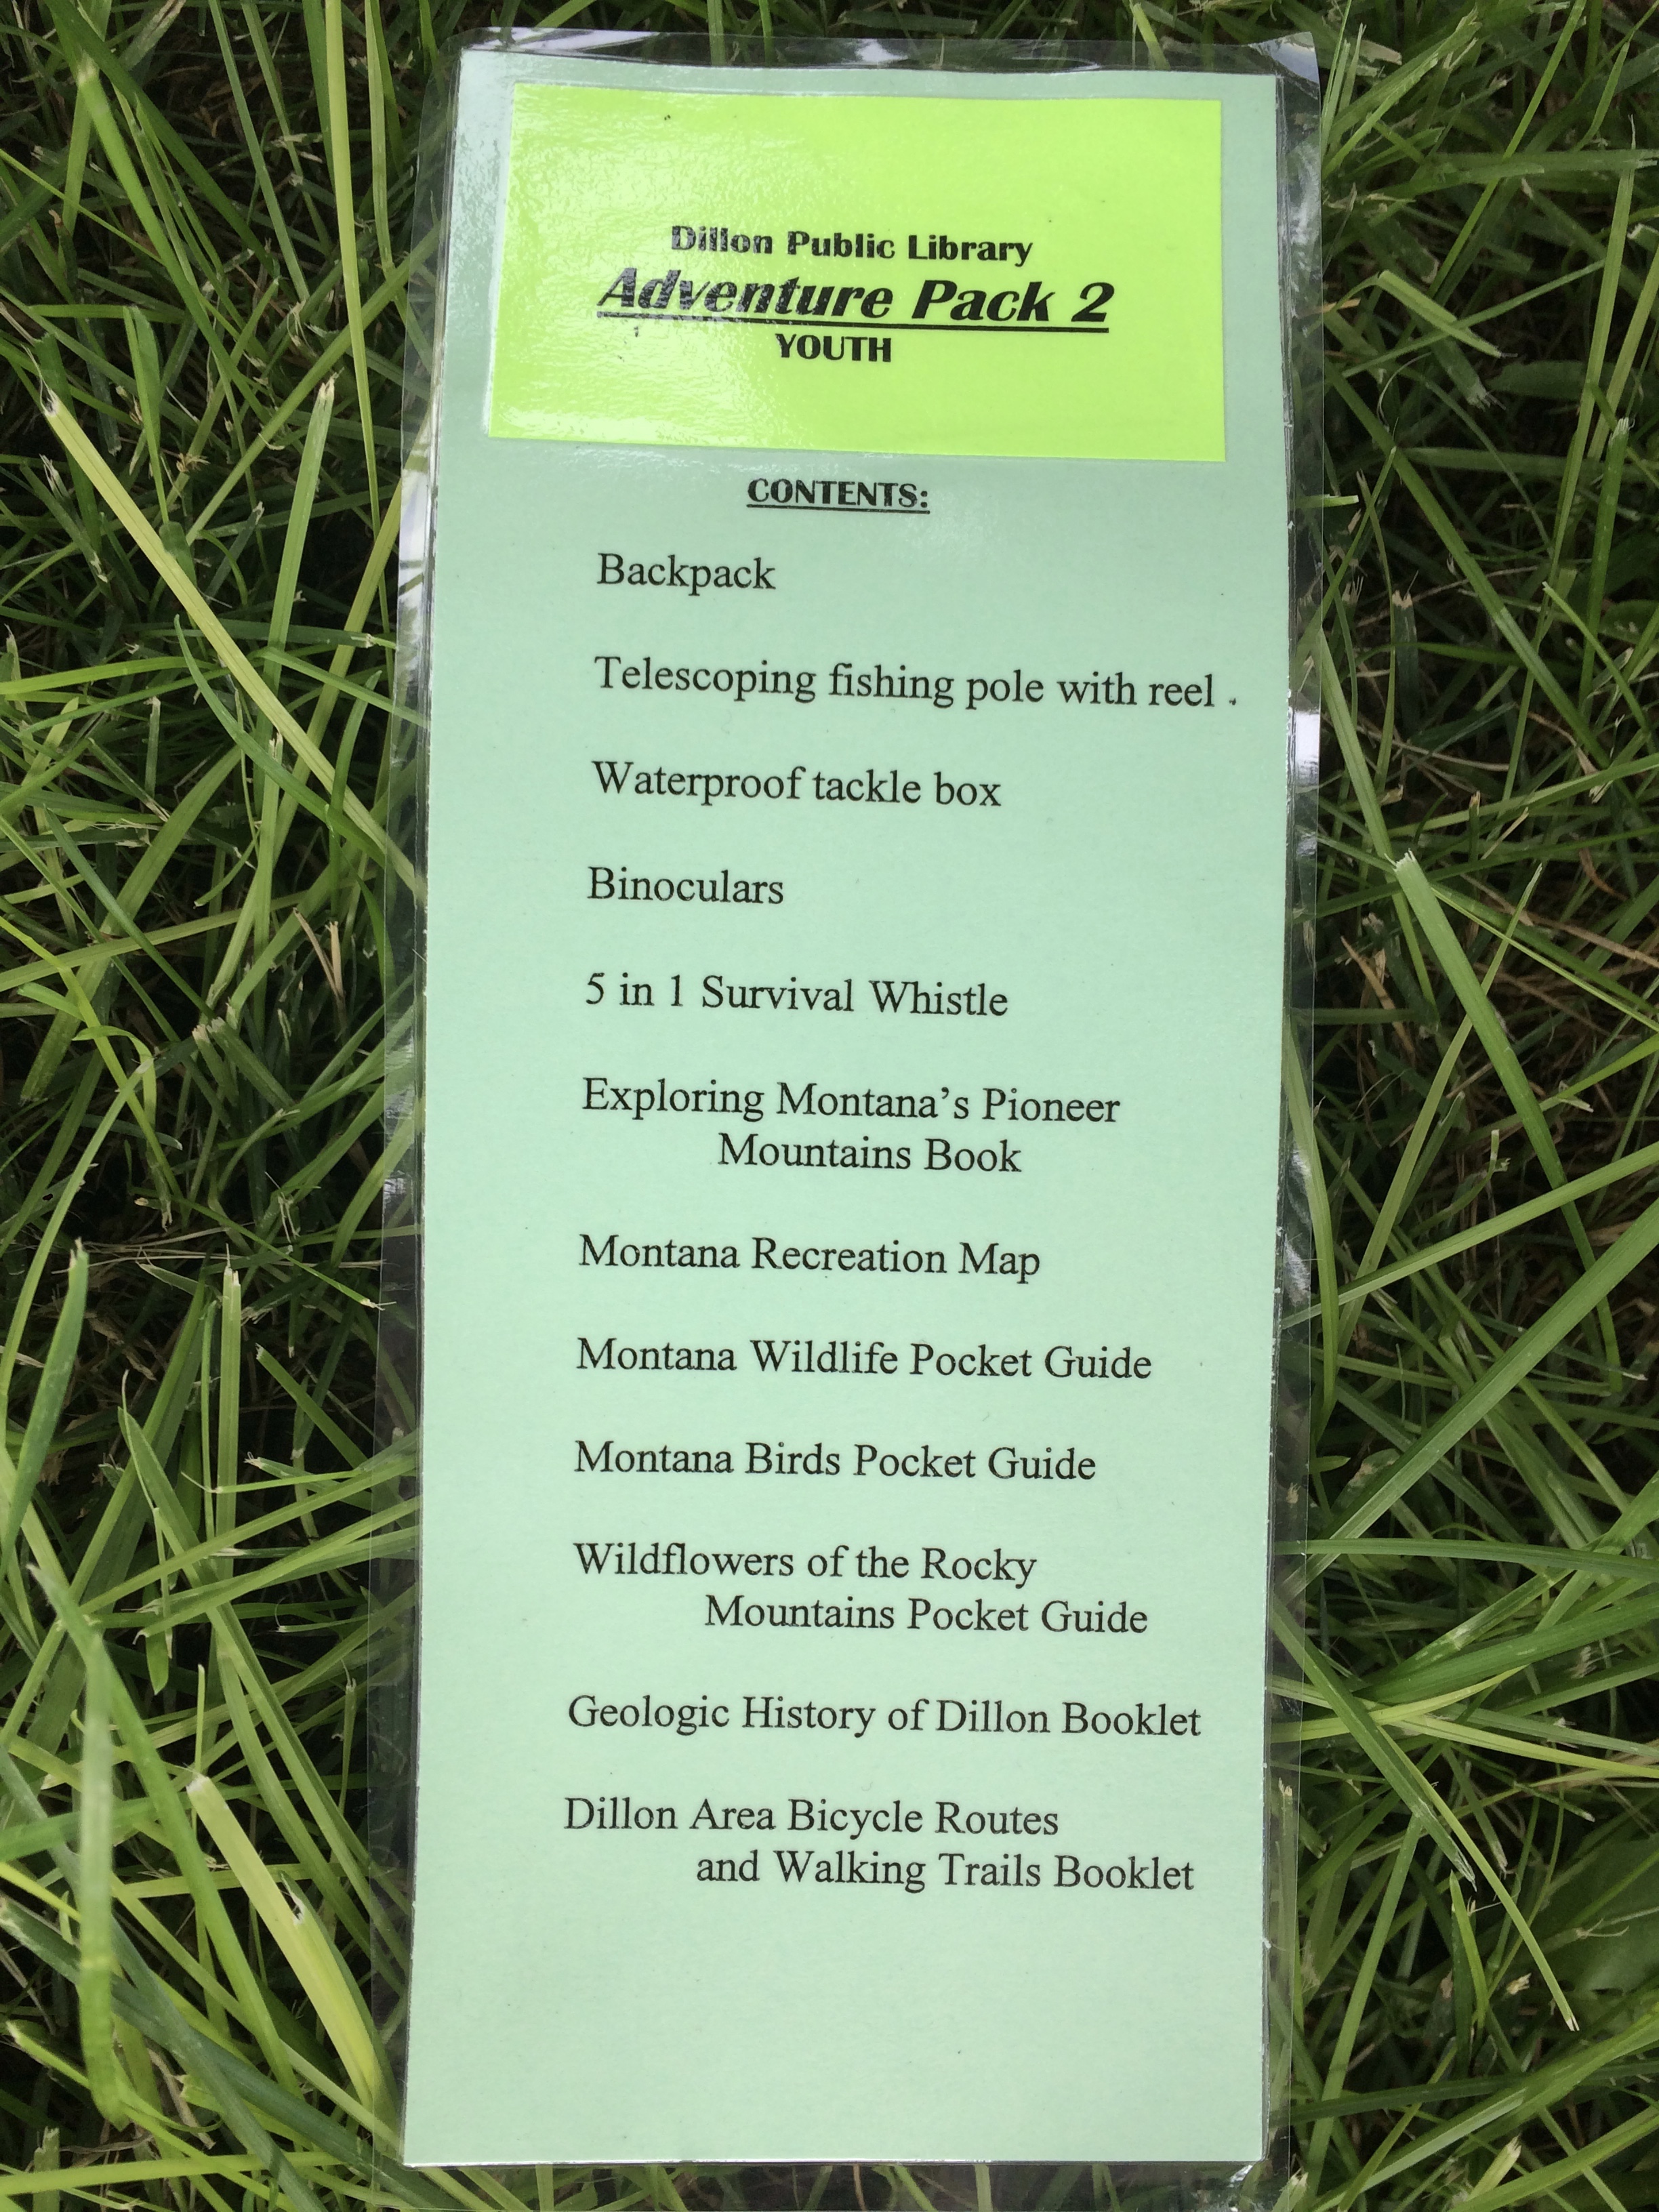 Dillon Public Library
Adventure Pack 2
YOUTH
CONTENTS:
Backpack
Telescoping fishing pole with reel .
Waterproof tackle box
Binoculars
5 in 1 Survival Whistle
Exploring Montana’s Pioneer
Mountains Book
Montana Recreation Map
Montana Wildlife Pocket Guide
Montana Birds Pocket Guide
Wildflowers of the Rocky
Mountains Pocket Guide
Geologic History of Dillon Booklet
Dillon Area Bicycle Routes
and Walking Trails Booklet